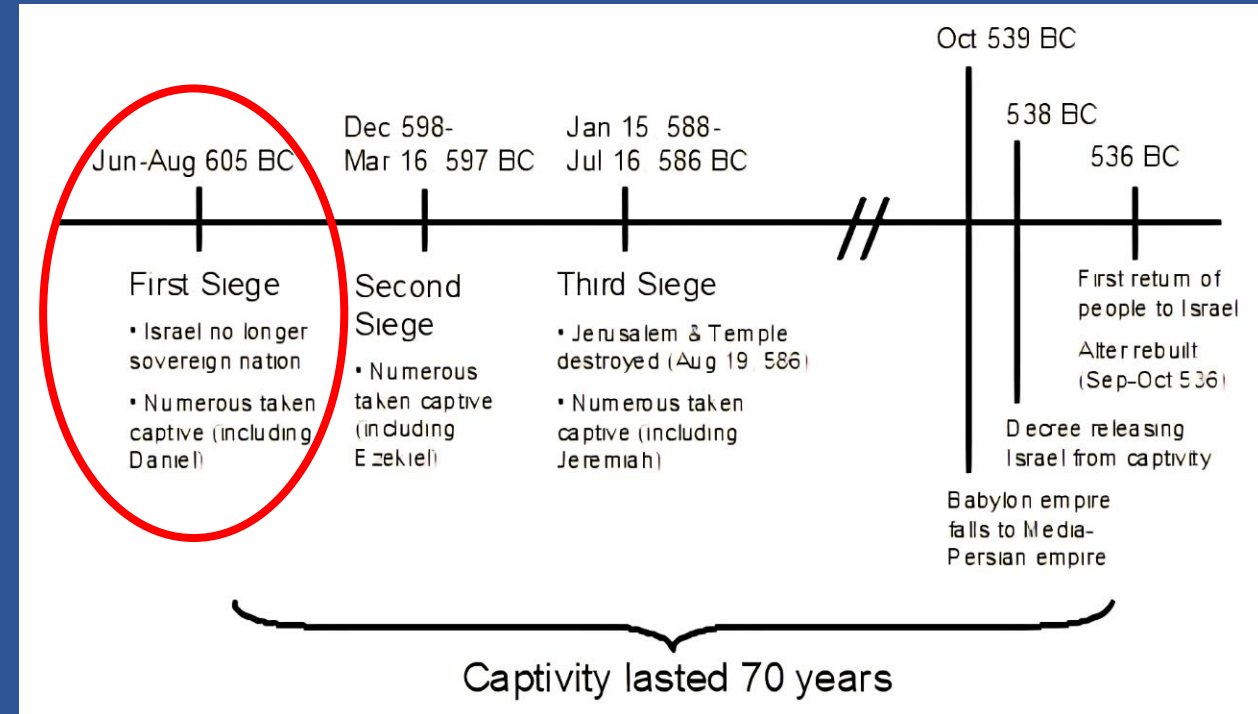 Jun-Aug 605 BC
First Siege
• Israel no longer
sovereign nation
• Numerous taken
captive (including
Daniel)
Dec 598-
Mar 16 597 BC
Second
Siege
• Numerous
taken captive
(including
Ezekiel)
Jan 15 588-
Jul 16 586 BC
Third Siege
• Jerusalem & Temple
destroyed (Aug 19 586)
• Numerous taken
captive (including
Jeremiah)
Oct 539 BC
Babylon empire
falls to Media-
Persian empire
538 BC
Decree releasing
Israel from captivity
536 BC
First return of
people to Israel
Alter rebuilt
(Sep-Oct 536)
Captivity lasted 70 years